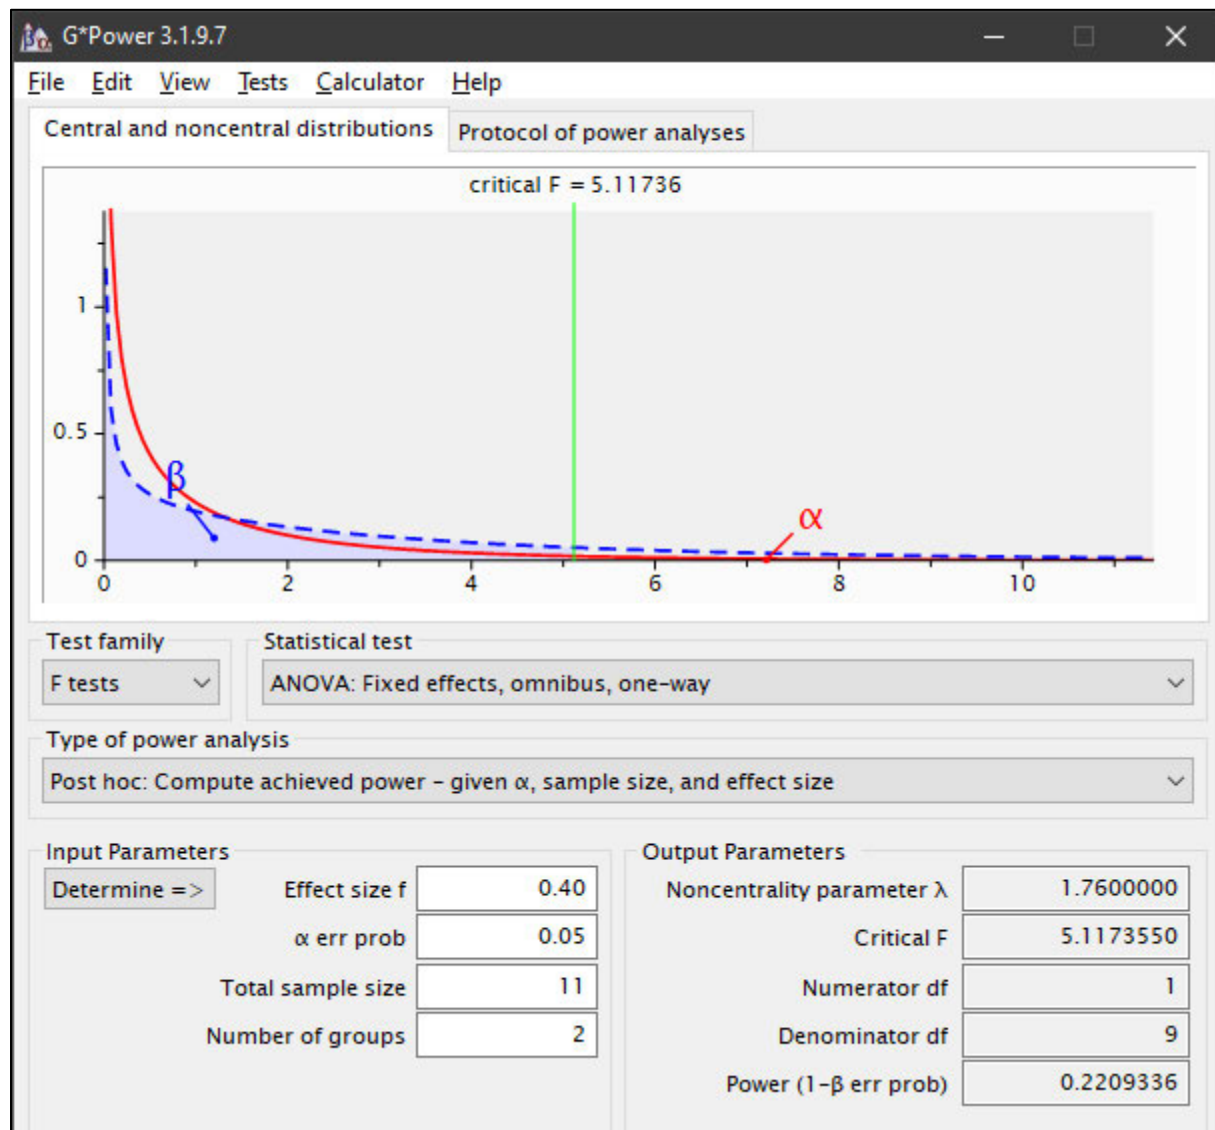 G*Power 3.1.9.7
File Edit View Tests Calculator Help
Central and noncentral distributions Protocol of power analyses
critical F = 5.11736
1
0.5
0
β
α
0 2 4 6 8 10
Test family Statistical test
F tests ANOVA: Fixed effects, omnibus, one-way
Type of power analysis
Post hoc: Compute achieved power - given α, sample size, and effect size
Input Parameters Output Parameters
Determine => Effect size f 0.40 Noncentrality parameter λ 1.7600000
α err prob 0.05 Critical F 5.1173550
Total sample size 11 Numerator df 1
Number of groups 2 Denominator df 9
Power (1-β err prob) 0.2209336